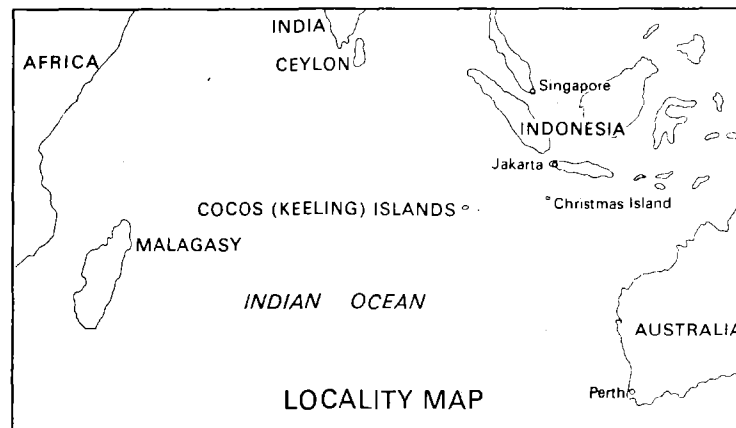 INDIA
AFRICA
CEYLON
Singapore
INDONESIA
Jakarta
COCOS (KEELING) ISLANDS
Christmas Island
MALAGASY
INDIAN OCEAN
AUSTRALIA
LOCALITY MAP
Perth